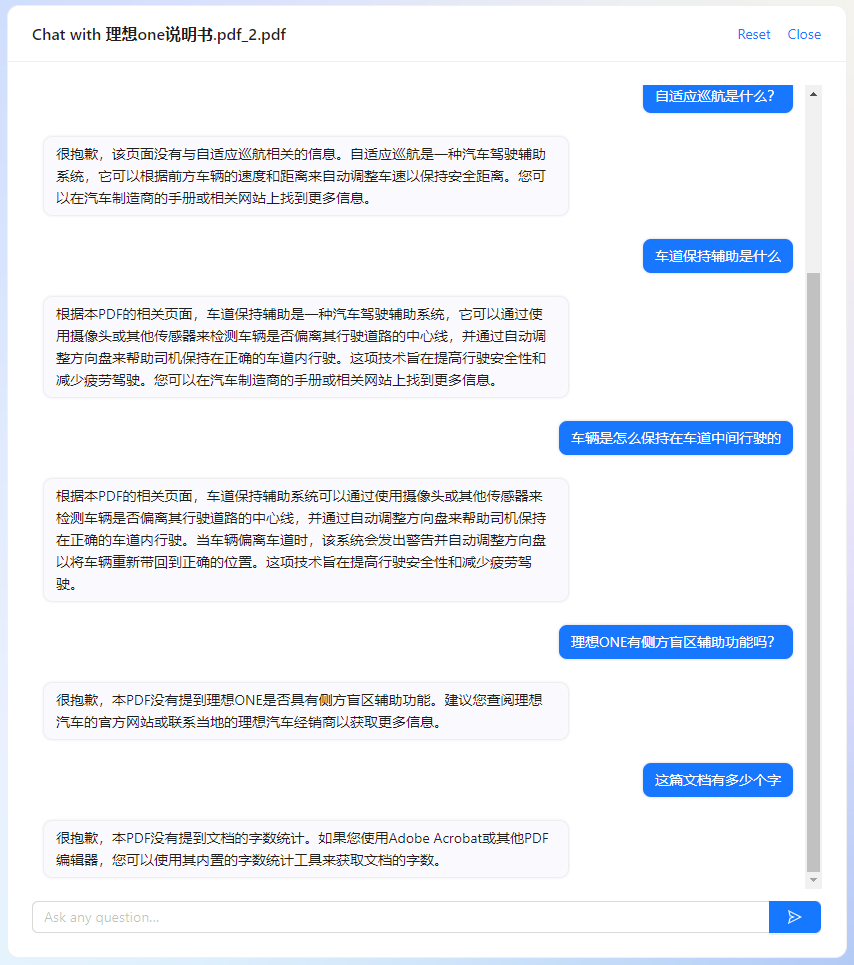 Chat with 理想one说明书.pdf_2.pdf
Reset
Close
自适应巡航是什么?
很抱歉，该页面没有与自适应巡航相关的信息。自适应巡航是一种汽车驾驶辅助
系统，它可以根据前方车辆的速度和距离来自动调整车速以保持安全距离。您可
以在汽车制造商的手册或相关网站上找到更多信息。
车道保持辅助是什么
根据本PDF的相关页面，车道保持辅助是一种汽车驾驶辅助系统，它可以通过使
用摄像头或其他传感器来检测车辆是否偏离其行驶道路的中心线，并通过自动调
整方向盘来帮助司机保持在正确的车道内行驶。这项技术旨在提高行驶安全性和
减少疲劳驾驶。您可以在汽车制造商的手册或相关网站上找到更多信息。
车辆是怎么保持在车道中间行驶的
根据本PDF的相关页面，车道保持辅助系统可以通过使用摄像头或其他传感器来
检测车辆是否偏离其行驶道路的中心线，并通过自动调整方向盘来帮助司机保持
在正确的车道内行驶。当车辆偏离车道时，该系统会发出警告并自动调整方向盘
以将车辆重新带回到正确的位置。这项技术旨在提高行驶安全性和减少疲劳驾
驶。
理想ONE有侧方盲区辅助功能吗?
很抱歉，本PDF没有提到理想ONE是否具有侧方盲区辅助功能。建议您查阅理想
汽车的官方网站或联系当地的理想汽车经销商以获取更多信息。
这篇文档有多少个字
很抱歉，本PDF没有提到文档的字数统计。如果您使用Adobe Acrobat或其他PDF
编辑器，您可以使用其内置的字数统计工具来获取文档的字数。
Ask any question...